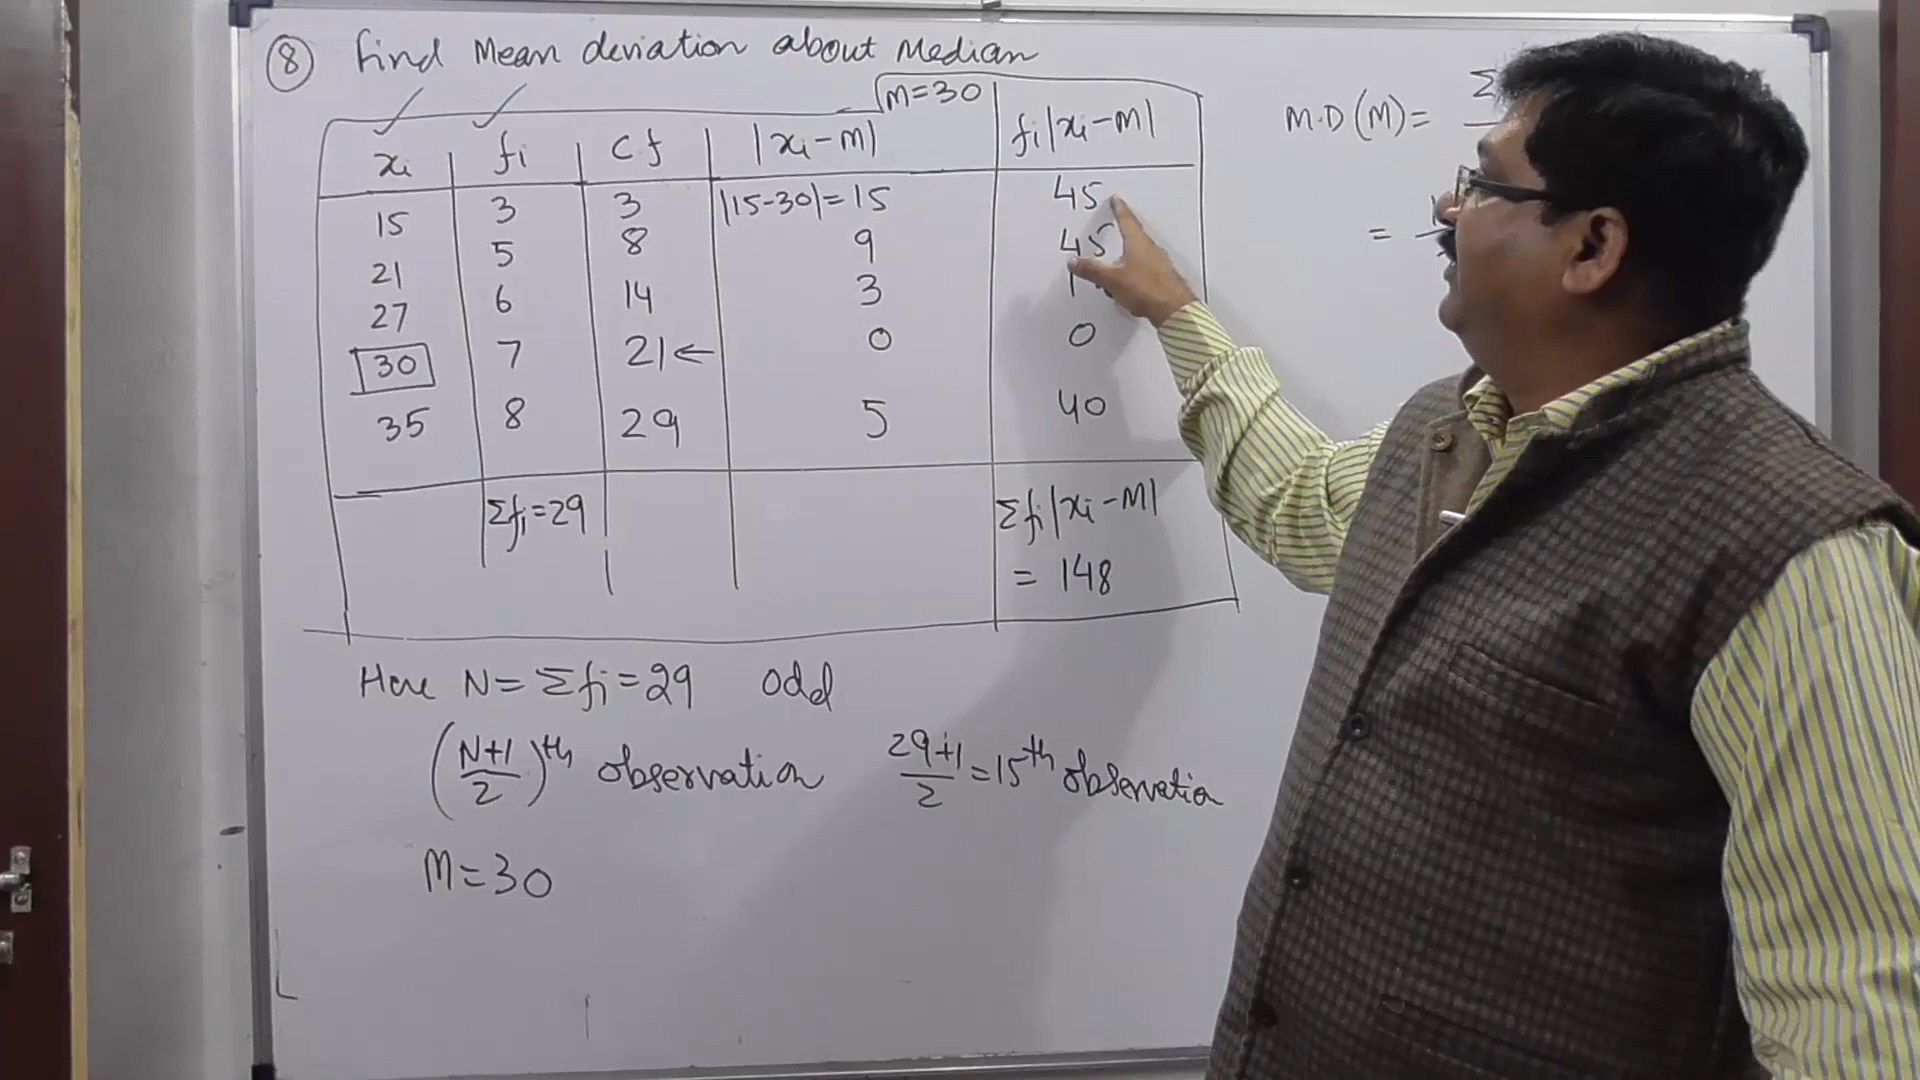 8 Find Mean deviation about Median
M=30
xi fi cf |xi-M| fi|xi-M|
15 3 3 |15-30|=15 45
21 5 8 9 45
27 6 14 3
30 7 21← 0 0
35 8 29 5 40
Σfi=29 Σfi|xi-M|
= 148
M.D(M)= Σ
=
Here N=Σfi=29 odd
(N+1/2)th observation 29+1/2=15th observation
M=30